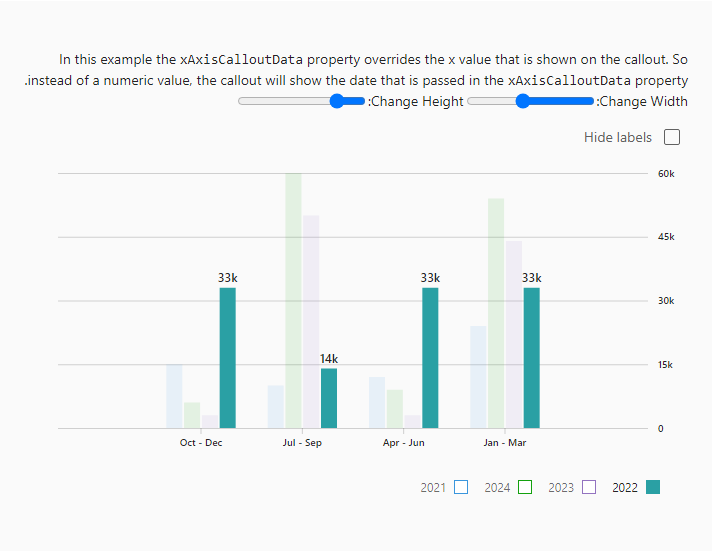 In this example the xAxisCalloutData property overrides the x value that is shown on the callout. So
.instead of a numeric value, the callout will show the date that is passed in the xAxisCalloutData property
:Change Height :Change Width
Hide labels
60k
45k
33k 33k 33k
30k
14k
15k
0
Oct - Dec Jul - Sep Apr - Jun Jan - Mar
2021 2024 2023 2022